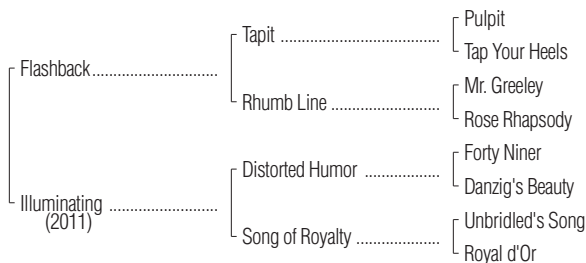 Pulpit
Tapit
Tap Your Heels
Flashback
Mr. Greeley
Rhumb Line
Rose Rhapsody
Forty Niner
Distorted Humor
Danzig's Beauty
Illuminating
(2011)
Unbridled's Song
Song of Royalty
Royal d'Or